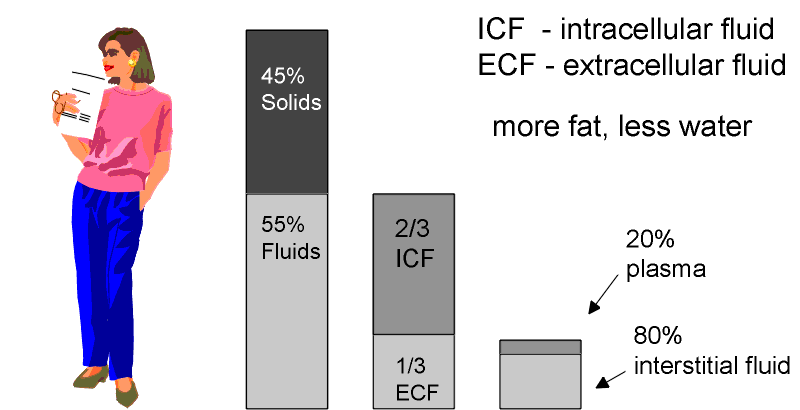 ICF - intracellular fluid
ECF - extracellular fluid
more fat, less water
45%
Solids
55%
Fluids
2/3
ICF
1/3
ECF
20%
plasma
80%
interstitial fluid